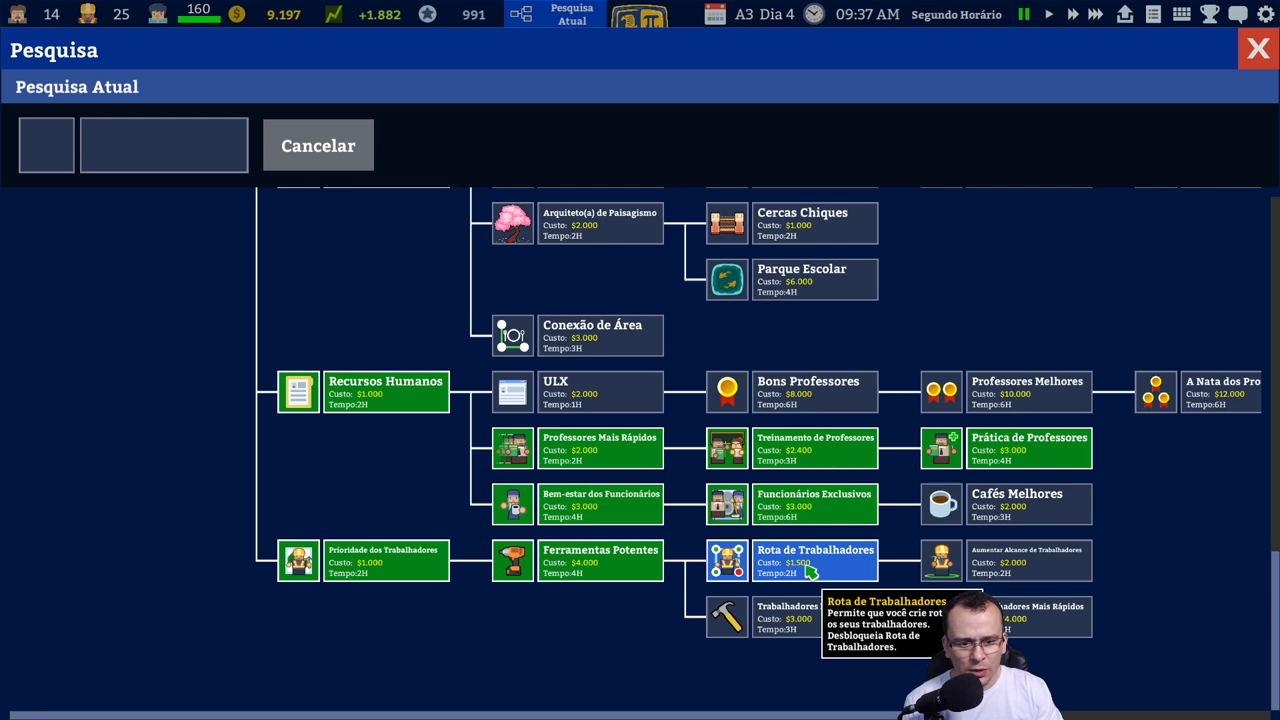 14
25
160
9.197
+1.882
991
Pesquisa
Atual
A3 Dia 4
09:37 AM
Segundo Horário
Pesquisa
X
Pesquisa Atual
Cancelar
Arquiteto(a) de Paisagismo
Custo: $2.000
Tempo:2H
Cercas Chiques
Custo: $1.000
Tempo:2H
Parque Escolar
Custo: $6.000
Tempo:4H
Conexão de Área
Custo: $3.000
Tempo:3H
Recursos Humanos
Custo: $1.000
Tempo:2H
ULX
Custo: $2.000
Tempo:1H
Bons Professores
Custo: $8.000
Tempo:6H
Professores Melhores
Custo: $10.000
Tempo:6H
A Nata dos Pro
Custo: $12.000
Tempo:6H
Professores Mais Rápidos
Custo: $2.000
Tempo:2H
Treinamento de Professores
Custo: $2.400
Tempo:3H
Prática de Professores
Custo: $3.000
Tempo:4H
Bem-estar dos Funcionários
Custo: $3.000
Tempo:4H
Funcionários Exclusivos
Custo: $3.000
Tempo:6H
Cafés Melhores
Custo: $2.000
Tempo:3H
Prioridade dos Trabalhadores
Custo: $1.000
Tempo:2H
Ferramentas Potentes
Custo: $4.000
Tempo:4H
Rota de Trabalhadores
Custo: $1.500
Tempo:2H
Aumentar Alcance de Trabalhadores
Custo: $2.000
Tempo:2H
Trabalhadores
Custo: $3.000
Tempo:3H
adores Mais Rápidos
4.000
Rota de Trabalhadores
Permite que você crie rot
os seus trabalhadores.
Desbloqueia Rota de
Trabalhadores.